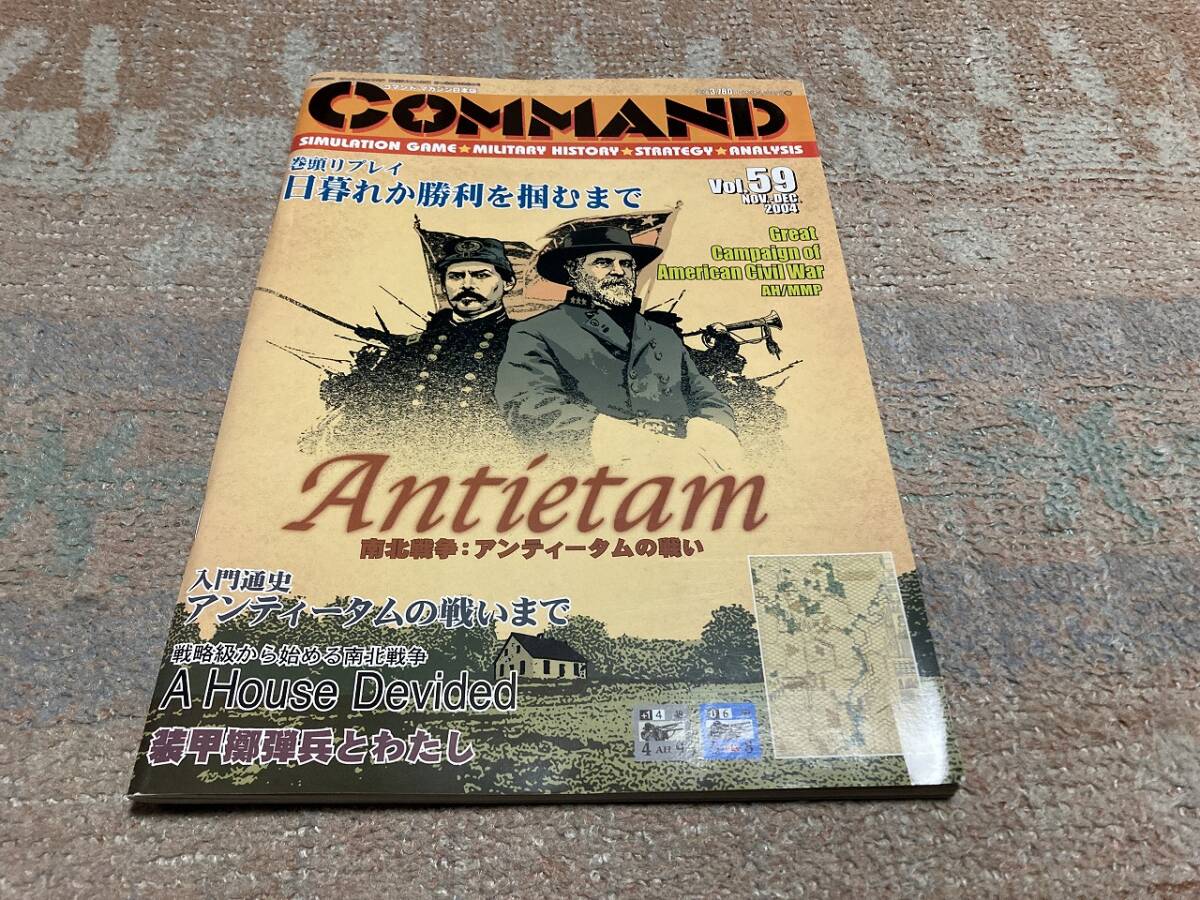 コマンドマガジン日本版
COMMAND
SIMULATION GAME★MILITARY HISTORY★STRATEGY★ANALYSIS
巻頭リプレイ
日暮れか勝利を掴むまで
Vol.59
NOV.-DEC.
2004
Great
Campaign of
American Civil War
AH/MMP
Antietam
南北戦争:アンティータムの戦い
入門通史
アンティータムの戦いまで
戦略級から始める南北戦争
A House Devided
装甲擲弾兵とわたし
4 AH